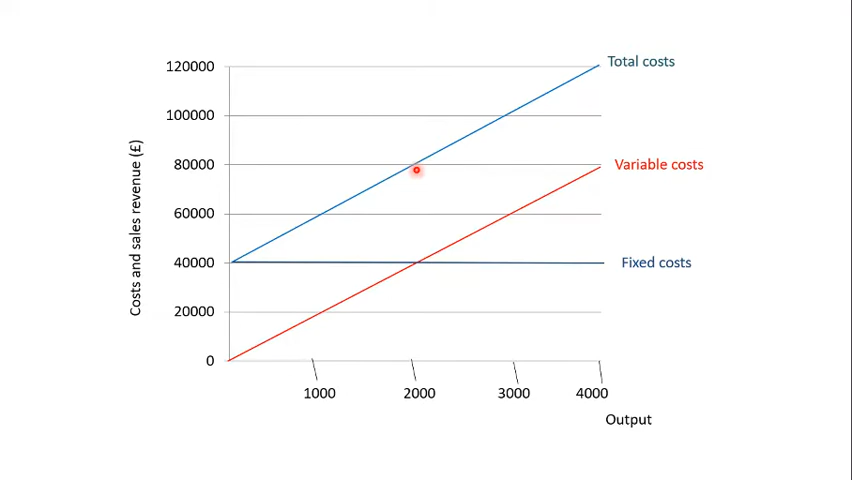 120000
100000
80000
60000
40000
20000
0
Costs and sales revenue (£)
Total costs
Variable costs
Fixed costs
1000 2000 3000 4000
Output